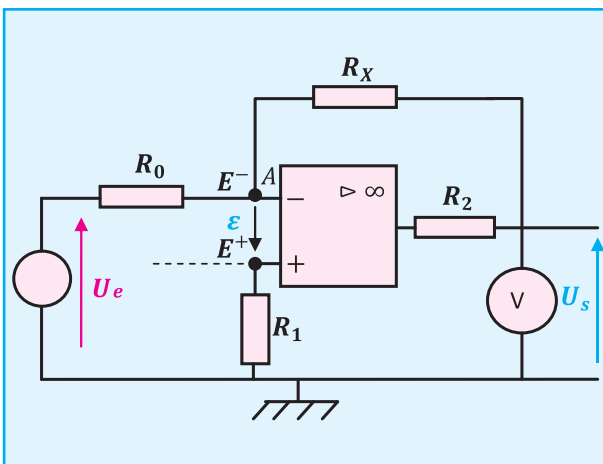 R_X
R_0
E^- A
− ⊳ ∞
R_2
ε
E^+
+
U_e
R_1
V
U_s